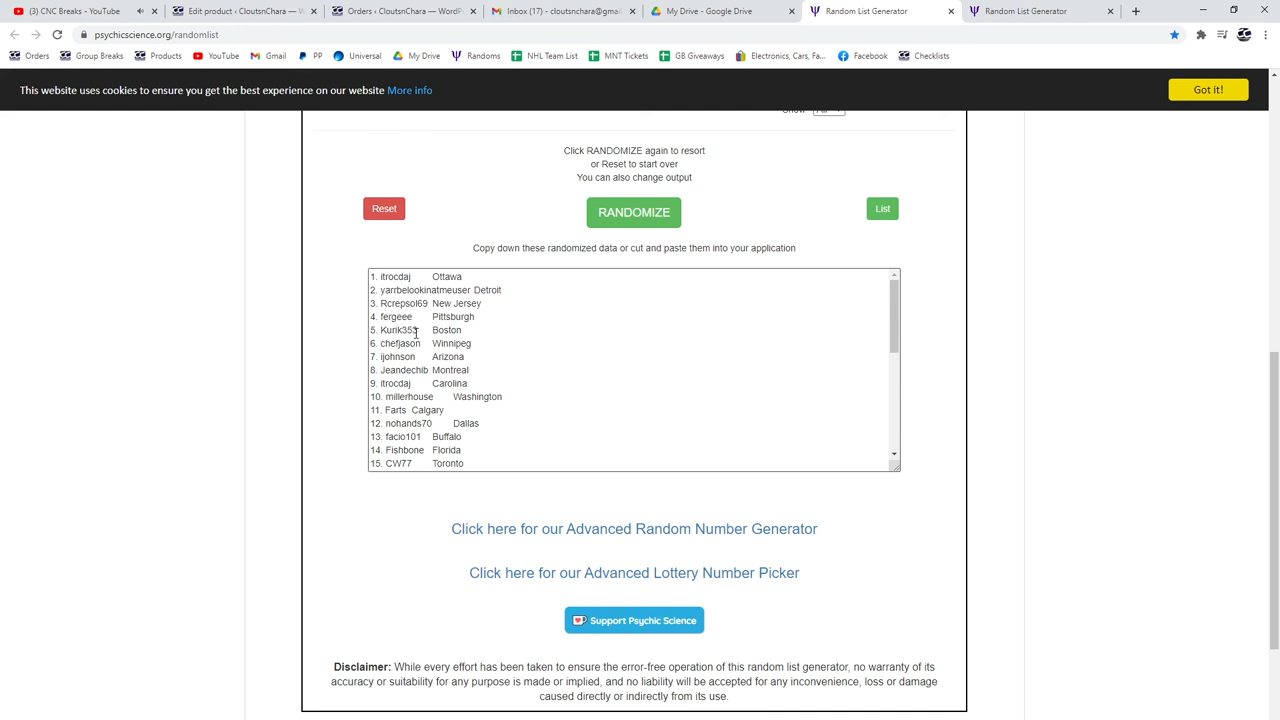 (3) CNC Breaks - YouTube
Edit product ‹ CloutsnChara — W
Orders ‹ CloutsnChara — WordP
Inbox (17) - cloutsnchara@gmail
My Drive - Google Drive
Random List Generator
Random List Generator
psychicscience.org/randomlist
Orders
Group Breaks
Products
YouTube
Gmail
PP
Universal
My Drive
Randoms
NHL Team List
MNT Tickets
GB Giveaways
Electronics, Cars, Fa...
Facebook
Checklists
This website uses cookies to ensure you get the best experience on our website More info
Got it!
Click RANDOMIZE again to resort
or Reset to start over
You can also change output
Reset
RANDOMIZE
List
Copy down these randomized data or cut and paste them into your application
1. itrocdaj Ottawa
2. yarrbelookinatmeuser Detroit
3. Rcrepsol69 New Jersey
4. fergeee Pittsburgh
5. Kurik353 Boston
6. chefjason Winnipeg
7. ijohnson Arizona
8. Jeandechib Montreal
9. itrocdaj Carolina
10. millerhouse Washington
11. Farts Calgary
12. nohands70 Dallas
13. facio101 Buffalo
14. Fishbone Florida
15. CW77 Toronto
Click here for our Advanced Random Number Generator
Click here for our Advanced Lottery Number Picker
Support Psychic Science
Disclaimer: While every effort has been taken to ensure the error-free operation of this random list generator, no warranty of its
accuracy or suitability for any purpose is made or implied, and no liability will be accepted for any inconvenience, loss or damage
caused directly or indirectly from its use.